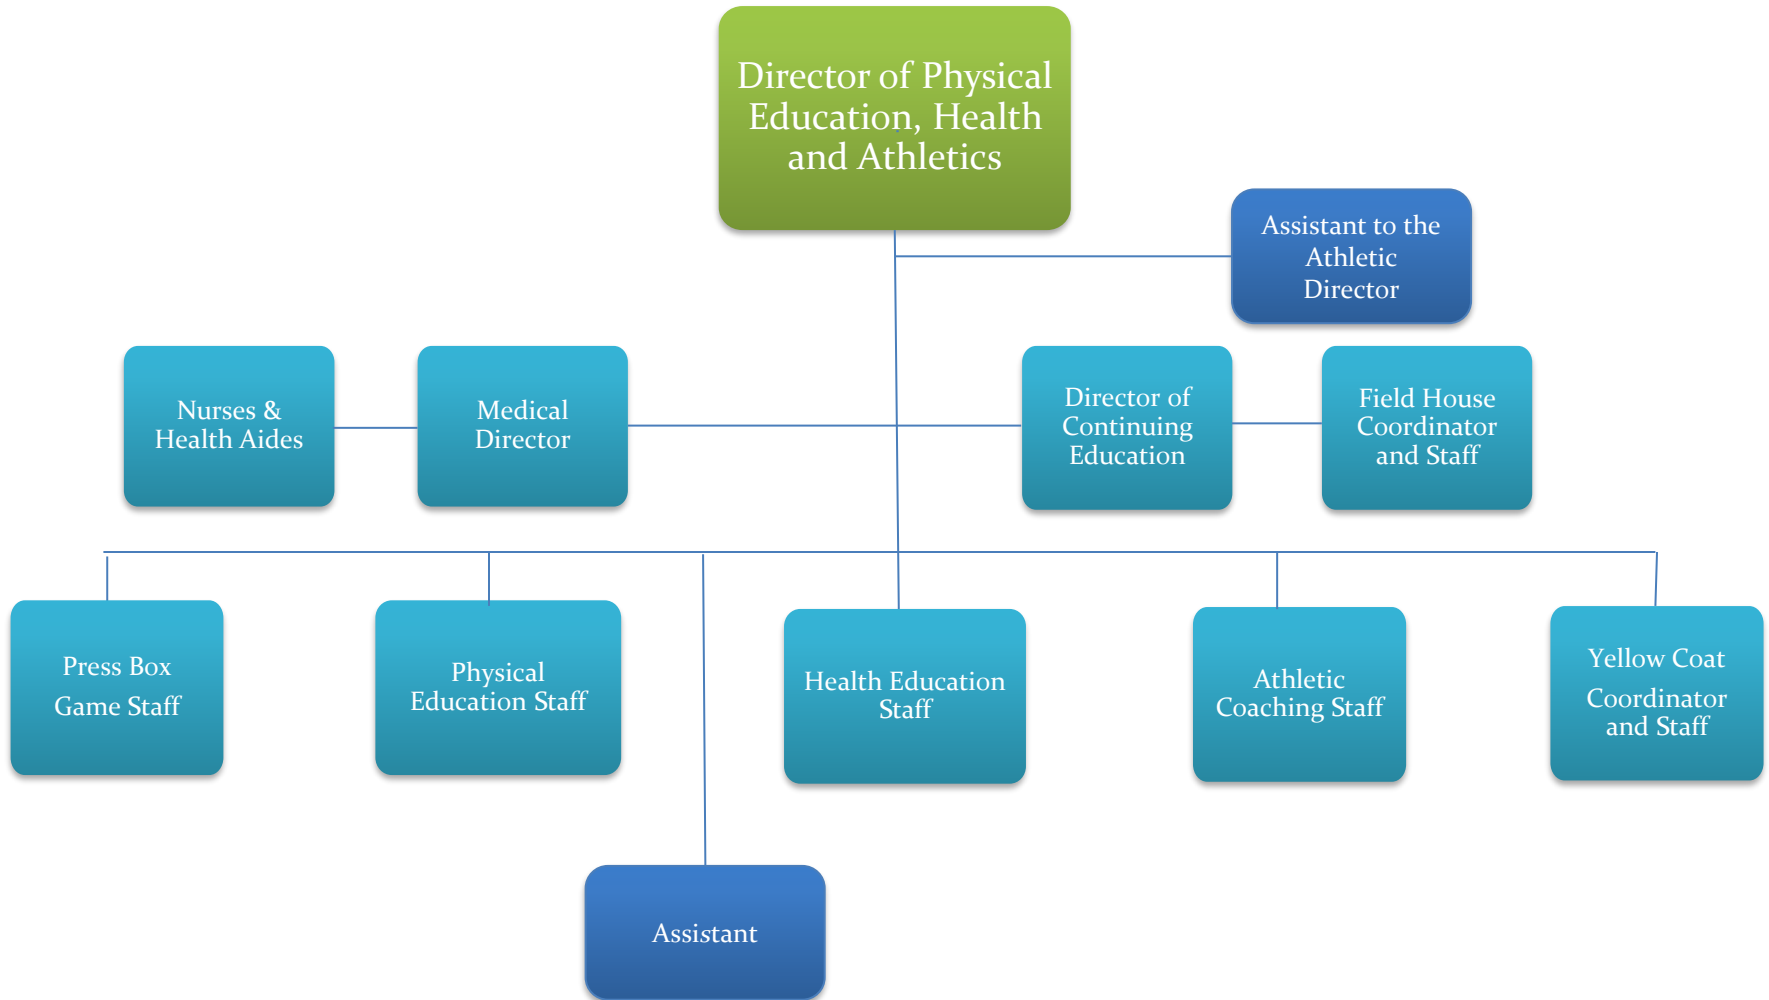 Director of Physical
Education, Health
and Athletics
Assistant to the
Athletic
Director
Nurses &
Health Aides
Medical
Director
Director of
Continuing
Education
Field House
Coordinator
and Staff
Press Box
Game Staff
Physical
Education Staff
Health Education
Staff
Athletic
Coaching Staff
Yellow Coat
Coordinator
and Staff
Assistant